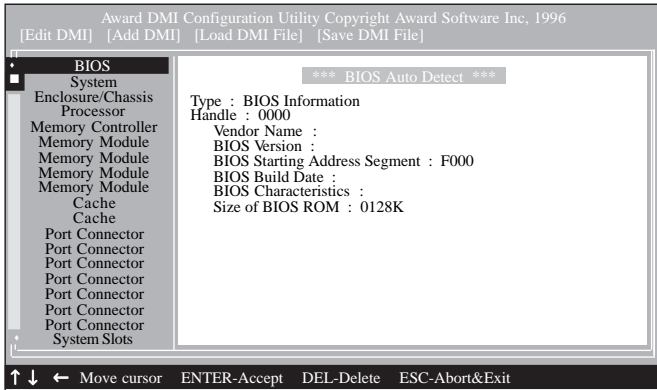 Award DMI Configuration Utility Copyright Award Software Inc, 1996
[Edit DMI] [Add DMI] [Load DMI File] [Save DMI File]
BIOS
System
Enclosure/Chassis
Processor
Memory Controller
Memory Module
Memory Module
Memory Module
Memory Module
Cache
Cache
Port Connector
Port Connector
Port Connector
Port Connector
Port Connector
Port Connector
Port Connector
System Slots
*** BIOS Auto Detect ***
Type : BIOS Information
Handle : 0000
Vendor Name :
BIOS Version :
BIOS Starting Address Segment : F000
BIOS Build Date :
BIOS Characteristics :
Size of BIOS ROM : 0128K
↑↓ ← Move cursor ENTER-Accept DEL-Delete ESC-Abort&Exit